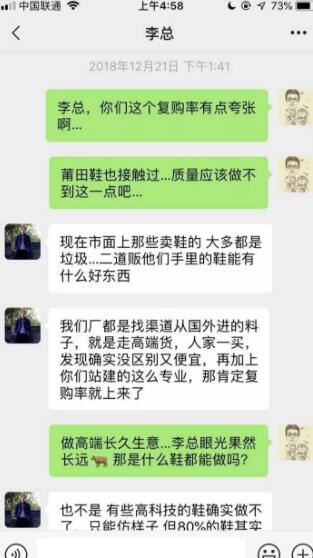 中国联通
上午4:58
73%
李总
2018年12月21日 下午1:41
李总，你们这个复购率有点夸张
啊...
莆田鞋也接触过...质量应该做不
到这一点吧...
现在市面上那些卖鞋的 大多都是
垃圾...二道贩他们手里的鞋能有
什么好东西
我们厂都是找渠道从国外进的料
子，就是走高端货，人家一买，
发现确实没区别又便宜，再加上
你们站建的这么专业，那肯定复
购率就上来了
做高端长久生意...李总眼光果然
长远🐂 那是什么鞋都能做吗？
也不是 有些高科技的鞋确实做不
了，只能仿样子 但80%的鞋其实